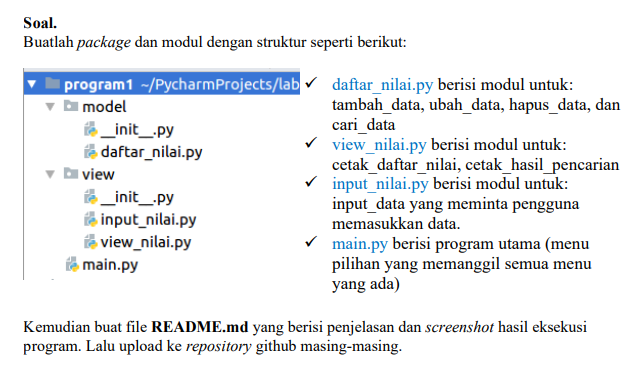 Soal.
Buatlah package dan modul dengan struktur seperti berikut:
program1 ~/PycharmProjects/lab
model
__init__.py
daftar_nilai.py
view
__init__.py
input_nilai.py
view_nilai.py
main.py
✓ daftar_nilai.py berisi modul untuk:
tambah_data, ubah_data, hapus_data, dan
cari_data
✓ view_nilai.py berisi modul untuk:
cetak_daftar_nilai, cetak_hasil_pencarian
✓ input_nilai.py berisi modul untuk:
input_data yang meminta pengguna
memasukkan data.
✓ main.py berisi program utama (menu
pilihan yang memanggil semua menu
yang ada)
Kemudian buat file README.md yang berisi penjelasan dan screenshot hasil eksekusi
program. Lalu upload ke repository github masing-masing.